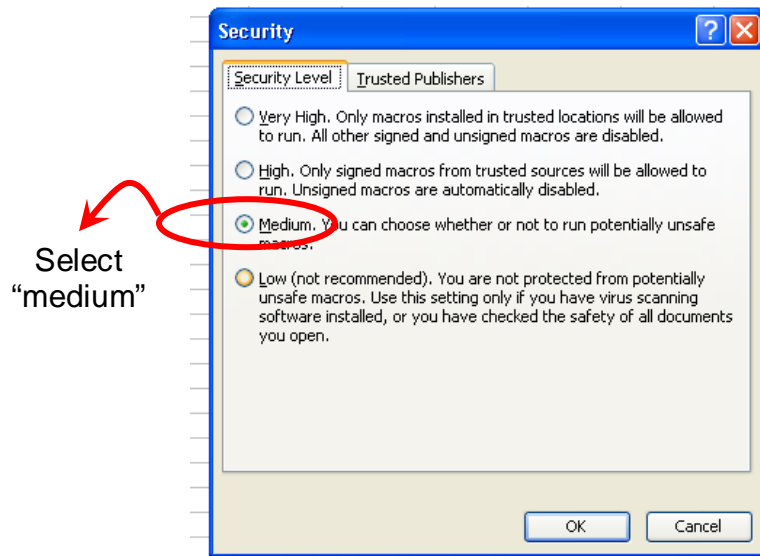 Security
Security Level Trusted Publishers
Very High. Only macros installed in trusted locations will be allowed
to run. All other signed and unsigned macros are disabled.
High. Only signed macros from trusted sources will be allowed to
run. Unsigned macros are automatically disabled.
Medium. You can choose whether or not to run potentially unsafe
macros.
Select
“medium”
Low (not recommended). You are not protected from potentially
unsafe macros. Use this setting only if you have virus scanning
software installed, or you have checked the safety of all documents
you open.
OK Cancel